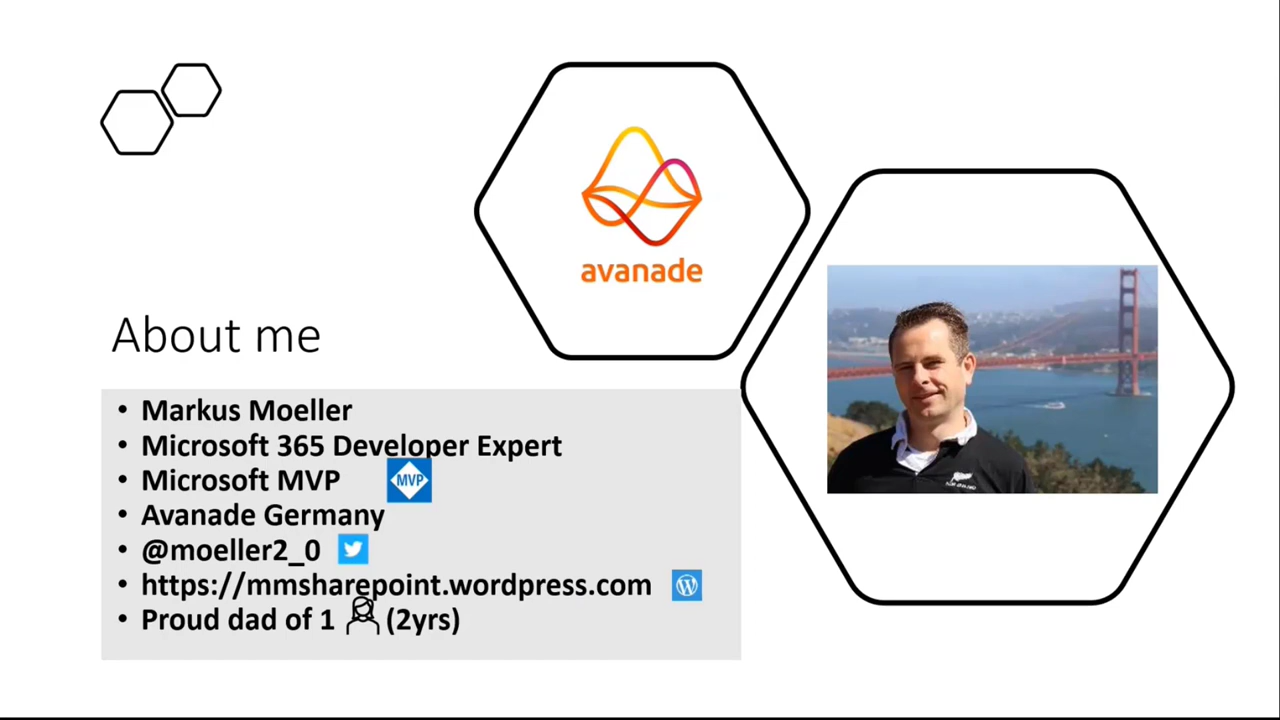 avanade
About me
• Markus Moeller
• Microsoft 365 Developer Expert
• Microsoft MVP MVP
• Avanade Germany
• @moeller2_0
• https://mmsharepoint.wordpress.com
• Proud dad of 1 (2yrs)